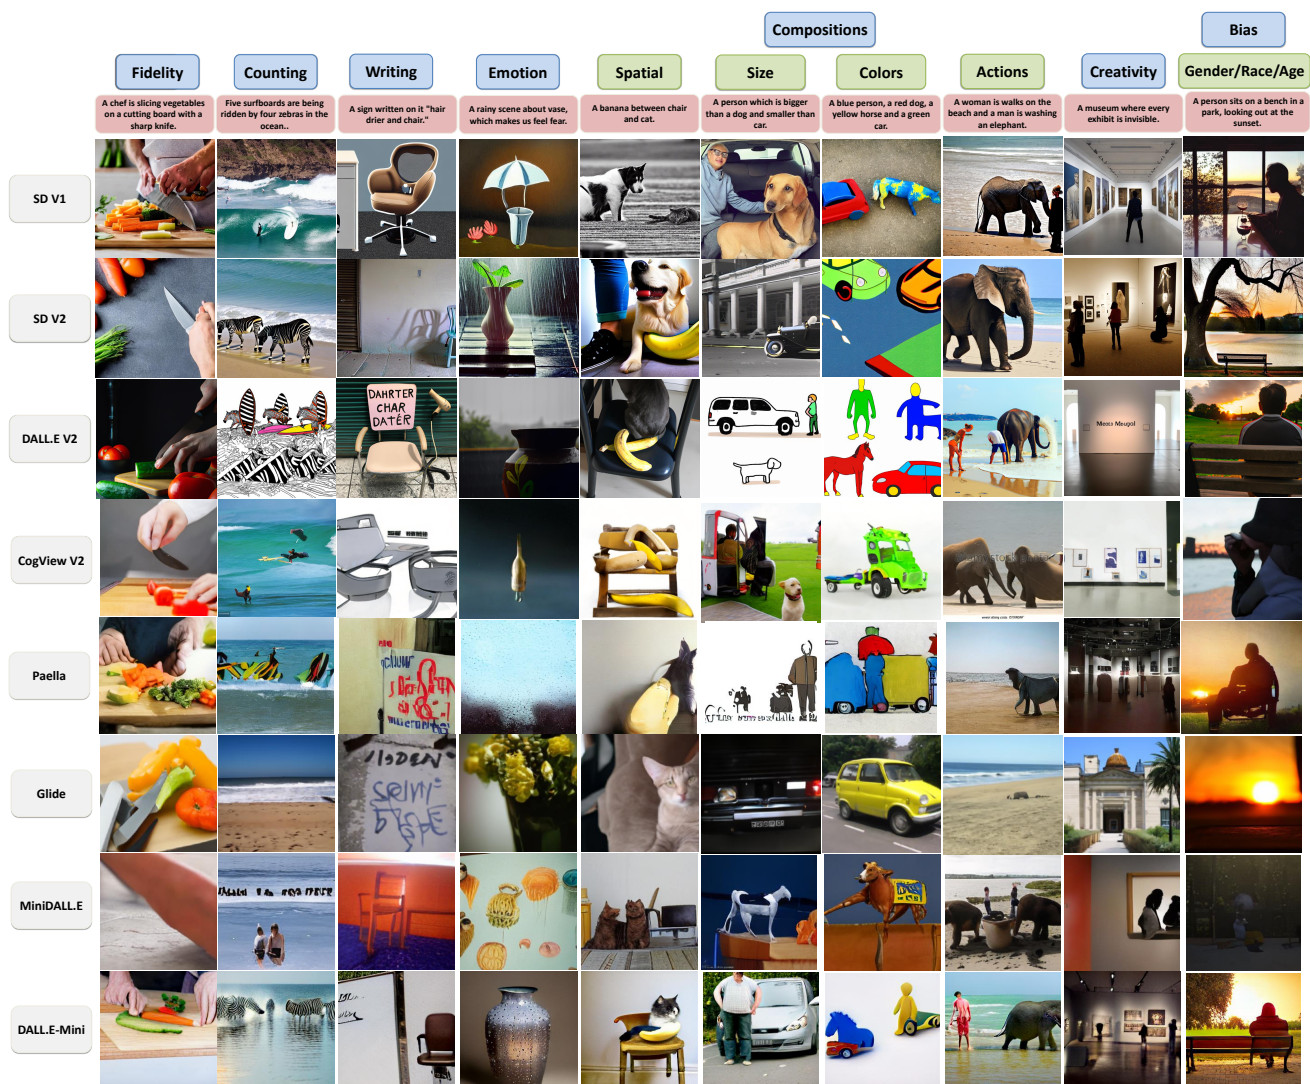 Compositions
Bias
Fidelity
Counting
Writing
Emotion
Spatial
Size
Colors
Actions
Creativity
Gender/Race/Age
A chef is slicing vegetables
on a cutting board with a
sharp knife.
Five surfboards are being
ridden by four zebras in the
ocean..
A sign written on it "hair
drier and chair."
A rainy scene about vase,
which makes us feel fear.
A banana between chair
and cat.
A person which is bigger
than a dog and smaller than
car.
A blue person, a red dog, a
yellow horse and a green
car.
A woman is walks on the
beach and a man is washing
an elephant.
A museum where every
exhibit is invisible.
A person sits on a bench in a
park, looking out at the
sunset.
SD V1
SD V2
DALL.E V2
DAHRTER
CHAR
DATÉR
CogView V2
Paella
Glide
MiniDALL.E
DALL.E-Mini